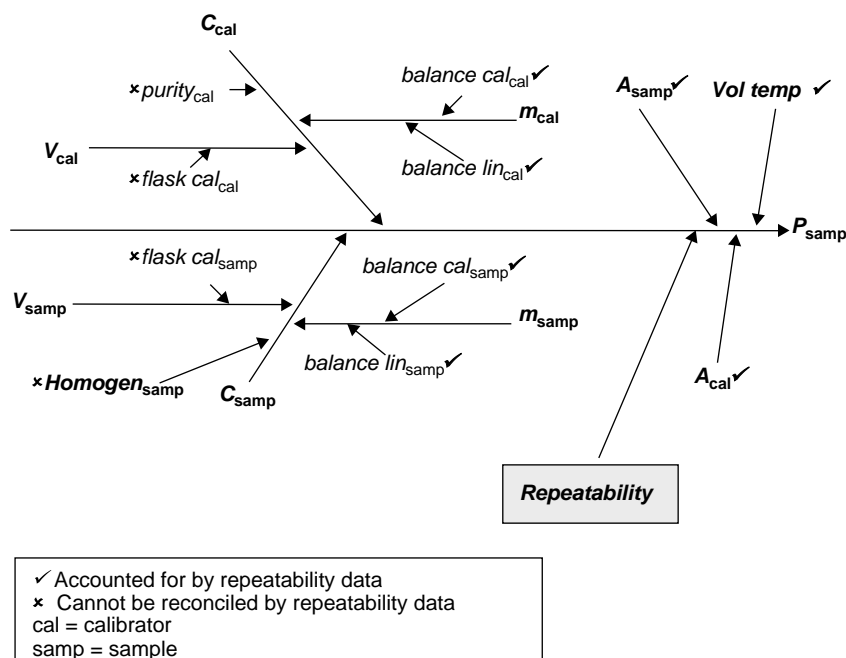 C_cal
× purity_cal
balance cal_cal ✓
m_cal
A_samp ✓
Vol temp ✓
V_cal
× flask cal_cal
balance lin_cal ✓
P_samp
× flask cal_samp
balance cal_samp ✓
V_samp
m_samp
balance lin_samp ✓
× Homogen_samp
C_samp
A_cal ✓
Repeatability
✓ Accounted for by repeatability data
× Cannot be reconciled by repeatability data
cal = calibrator
samp = sample